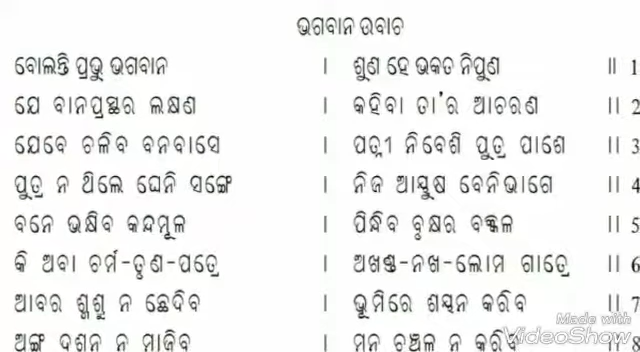 ଭଗବାନ ଉବାଚ
ବୋଲନ୍ତି ପ୍ରଭୁ ଭଗବାନ । ଶୁଣ ହେ ଭକତ ନିପୁଣ ॥ 1
ଯେ ବାନପ୍ରସ୍ଥର ଲକ୍ଷଣ । କହିବା ତା'ର ଆଚରଣ ॥ 2
ଯେବେ ଚଳିବ ବନବାସେ । ପତ୍ନୀ ନିବେଶି ପୁତ୍ର ପାଶେ ॥ 3
ପୁତ୍ର ନ ଥିଲେ ଘେନି ସଙ୍ଗେ । ନିଜ ଆୟୁଷ ବେନିଭାଗେ ॥ 4
ବନେ ଭକ୍ଷିବ କନ୍ଦମୂଳ । ପିନ୍ଧିବ ବୃକ୍ଷର ବକ୍କଳ ॥ 5
କି ଅବା ଚର୍ମ-ତୃଣ-ପତ୍ରେ । ଅଖଣ୍ଡ-ନଖ-ଲୋମ ଗାତ୍ରେ ॥ 6
ଆବର ଶ୍ମଶ୍ରୁ ନ ଛେଦିବ । ଭୂମିରେ ଶୟନ କରିବ ॥ 7
ଅଙ୍ଗ ଦଶନ ନ ମାଜିବ । ମନ ଚଞ୍ଚଳ ନ କରିବ ॥ 8
Made with
VideoShow